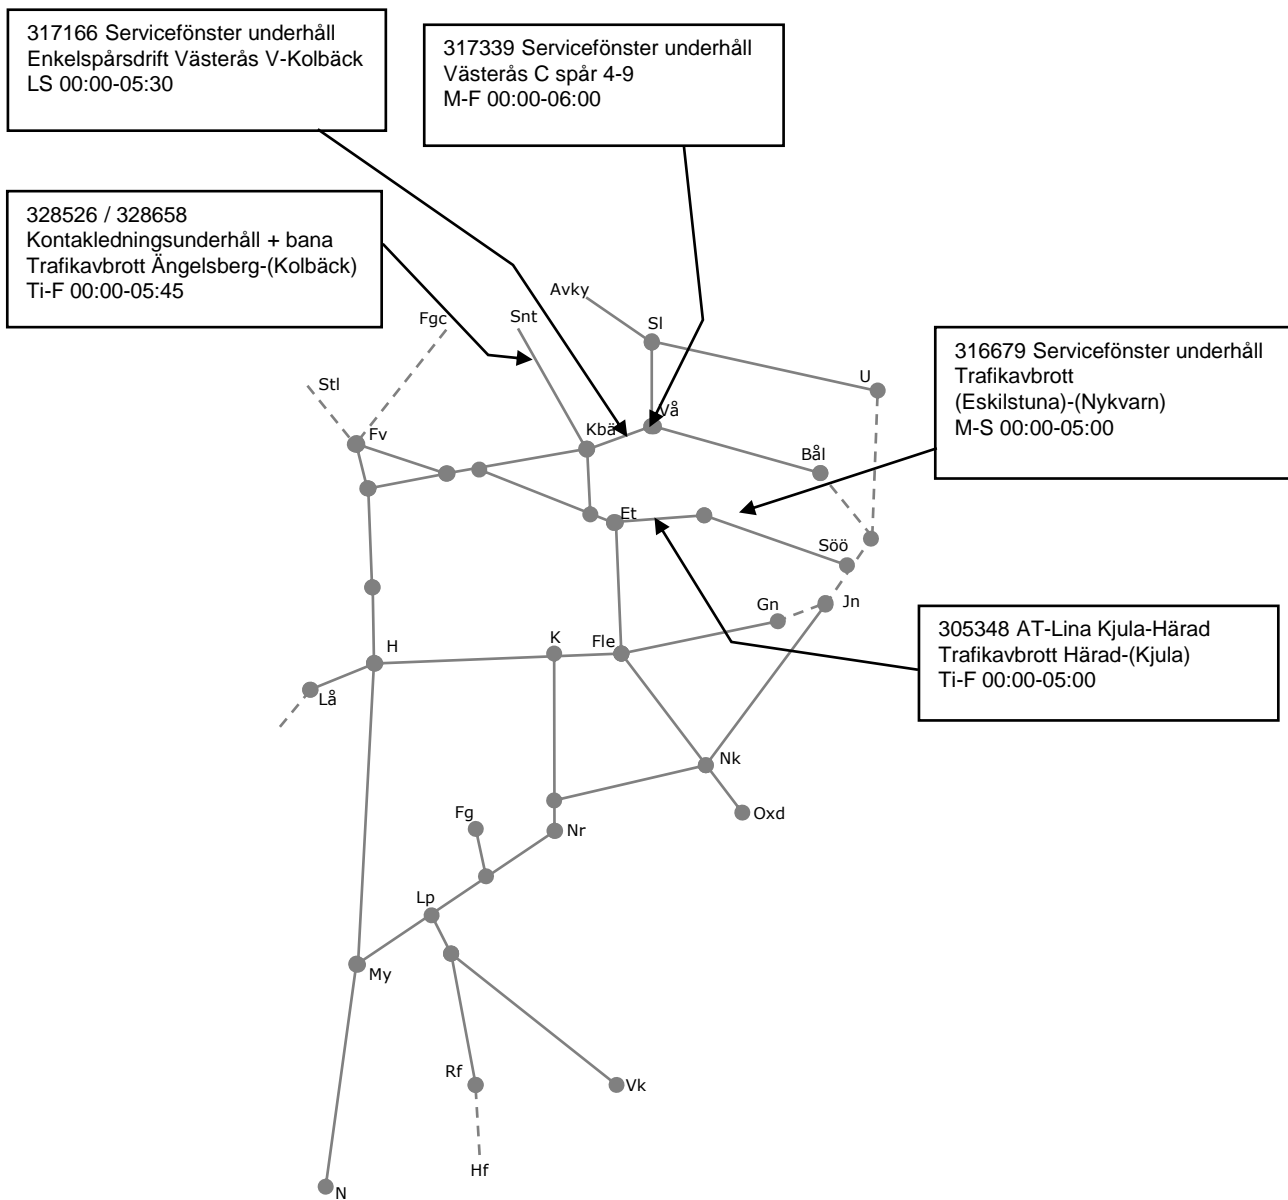 317166 Servicefönster underhåll
Enkelspårsdrift Västerås V-Kolbäck
LS 00:00-05:30
317339 Servicefönster underhåll
Västerås C spår 4-9
M-F 00:00-06:00
328526 / 328658
Kontakledningsunderhåll + bana
Trafikavbrott Ängelsberg-(Kolbäck)
Ti-F 00:00-05:45
316679 Servicefönster underhåll
Trafikavbrott
(Eskilstuna)-(Nykvarn)
M-S 00:00-05:00
305348 AT-Lina Kjula-Härad
Trafikavbrott Härad-(Kjula)
Ti-F 00:00-05:00
Avky
Fgc
Snt
Sl
Stl
U
Fv
Kbä
Vå
Bål
Et
Söö
Gn
Jn
H
K
Fle
Lå
Nk
Oxd
Fg
Nr
Lp
My
Rf
Vk
Hf
N